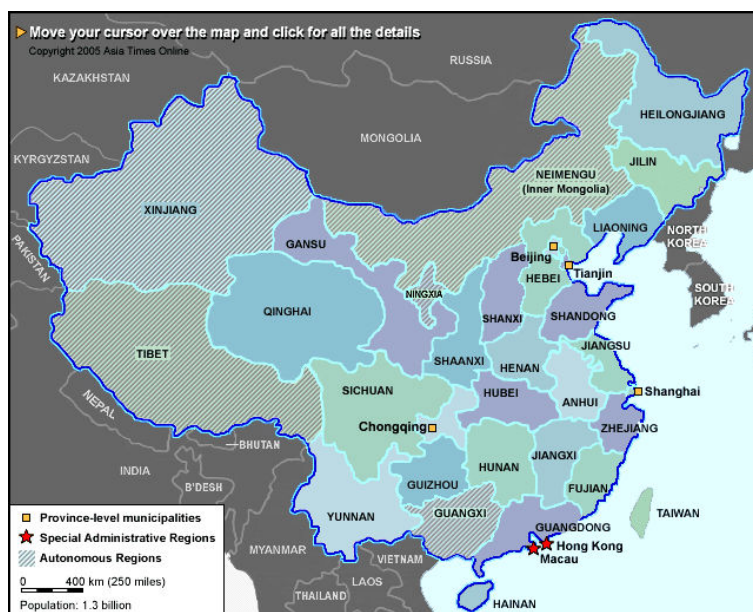 Move your cursor over the map and click for all the details
Copyright 2005 Asia Times Online
RUSSIA
KAZAKHSTAN
HEILONGJIANG
MONGOLIA
KYRGYZSTAN
JILIN
NEIMENGU
(Inner Mongolia)
XINJIANG
LIAONING
NORTH
KOREA
GANSU
Beijing
Tianjin
HEBEI
PAKISTAN
NINGXIA
SOUTH
KOREA
QINGHAI
SHANXI
SHANDONG
TIBET
JIANGSU
SHAANXI
HENAN
SICHUAN
Shanghai
HUBEI
ANHUI
NEPAL
Chongqing
ZHEJIANG
BHUTAN
INDIA
JIANGXI
HUNAN
B'DESH
GUIZHOU
FUJIAN
YUNNAN
GUANGXI
TAIWAN
GUANGDONG
Hong Kong
Macau
MYANMAR
VIETNAM
LAOS
THAILAND
HAINAN
Province-level municipalities
Special Administrative Regions
Autonomous Regions
0 400 km (250 miles)
Population: 1.3 billion